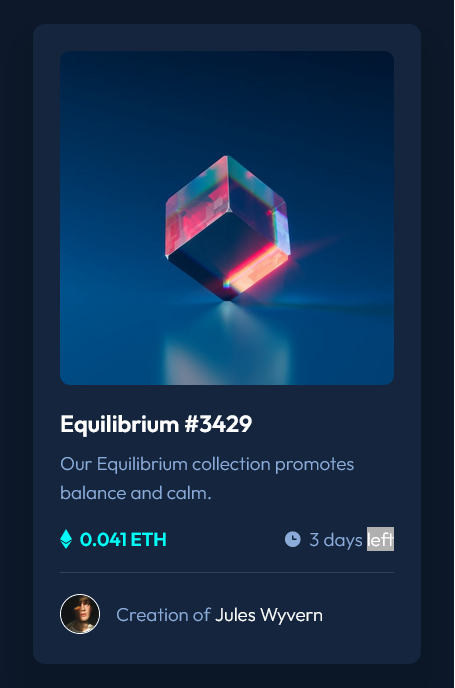 Equilibrium #3429
Our Equilibrium collection promotes
balance and calm.
0.041 ETH 3 days left
Creation of Jules Wyvern